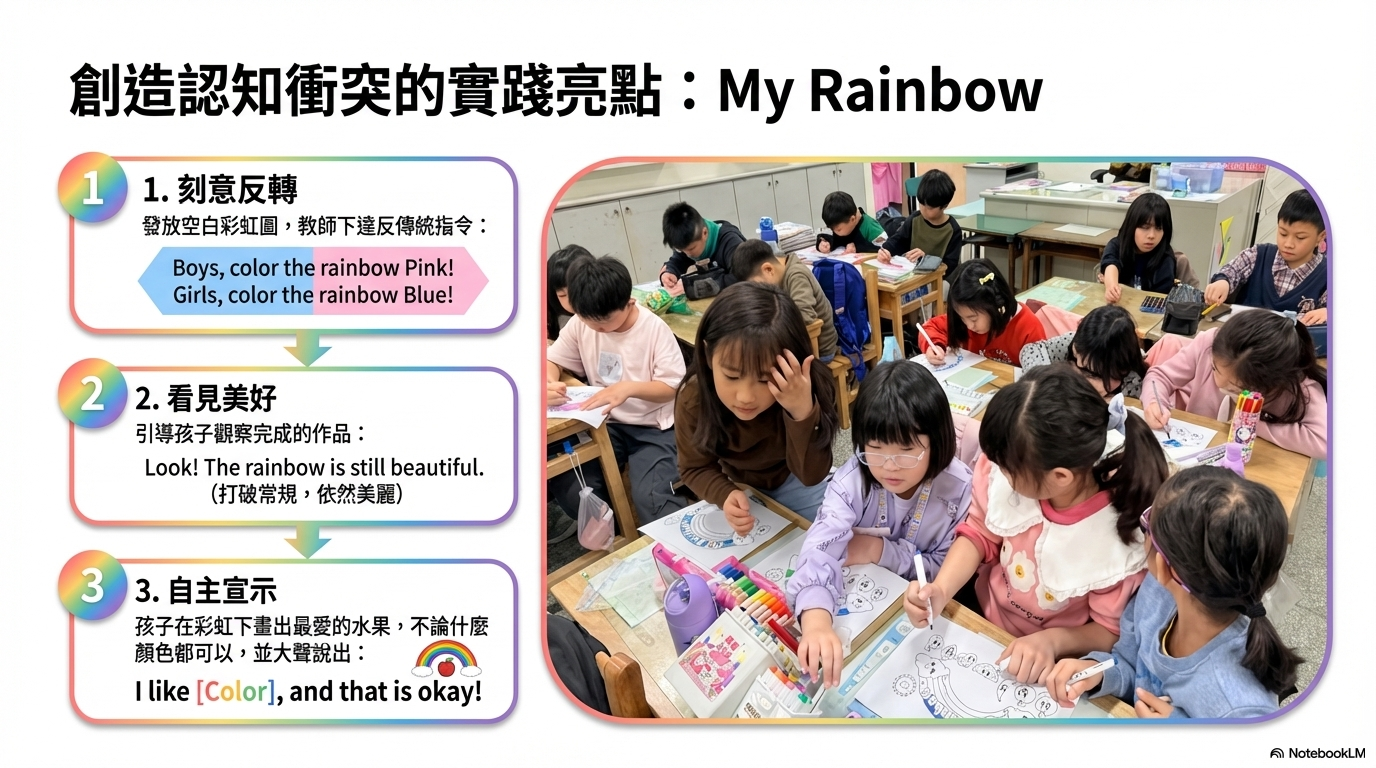 創造認知衝突的實踐亮點：My Rainbow
1
1. 刻意反轉
發放空白彩虹圖，教師下達反傳統指令：
Boys, color the rainbow Pink!
Girls, color the rainbow Blue!
2
2. 看見美好
引導孩子觀察完成的作品：
Look! The rainbow is still beautiful.
（打破常規，依然美麗）
3
3. 自主宣示
孩子在彩虹下畫出最愛的水果，不論什麼
顏色都可以，並大聲說出：
I like [Color], and that is okay!
NotebookLM